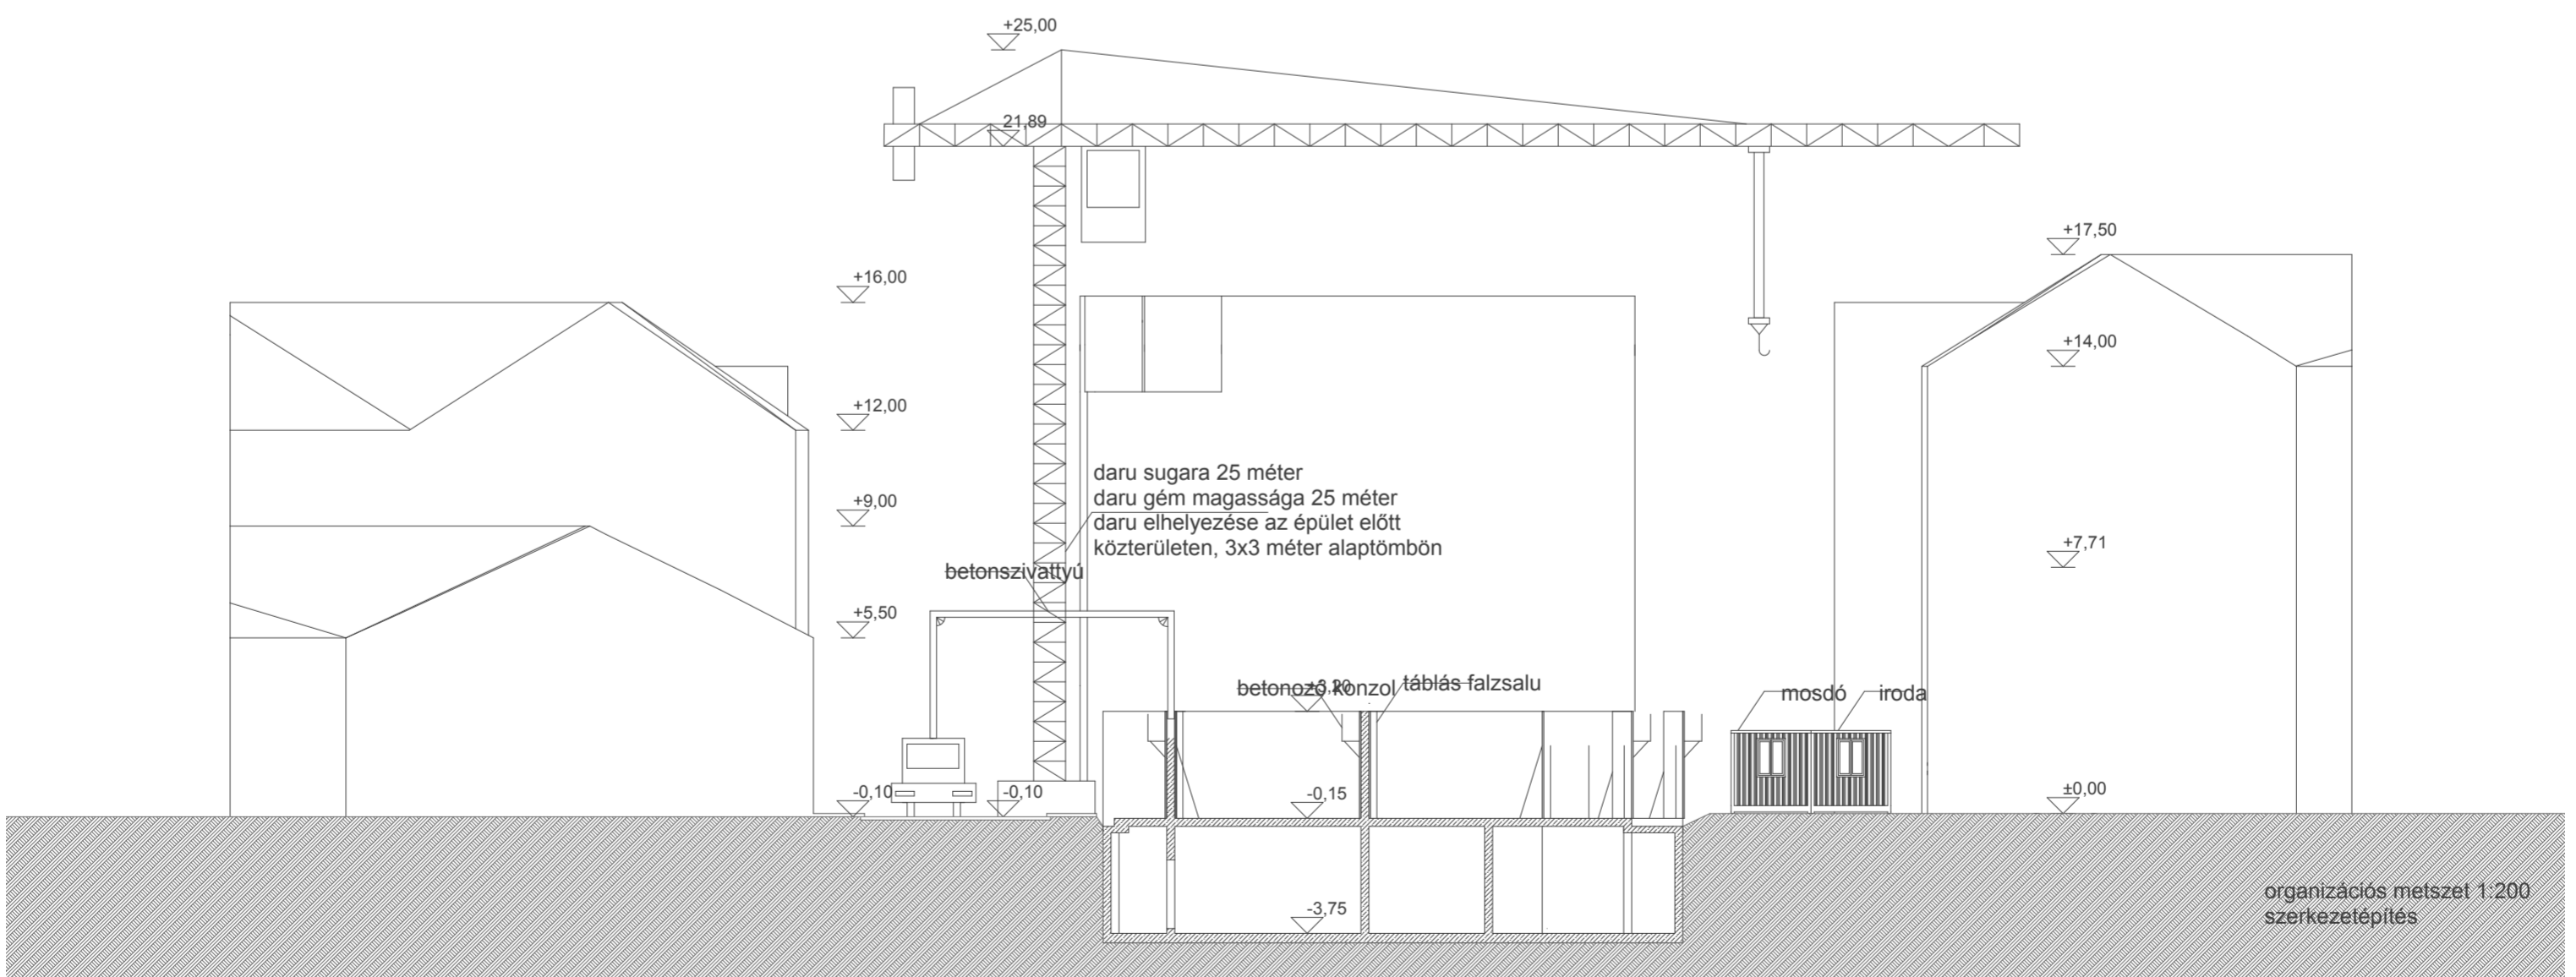 +25,00
21,89
+17,50
+16,00
+14,00
+12,00
daru sugara 25 méter
daru gém magassága 25 méter
daru elhelyezése az épület előtt
közterületen, 3x3 méter alaptömbön
+9,00
+7,71
betonszivattyú
+5,50
betonozó konzol
+3,20
táblás falzsalu
mosdó
iroda
-0,10
-0,10
-0,15
±0,00
-3,75
organizációs metszet 1:200
szerkezetépítés